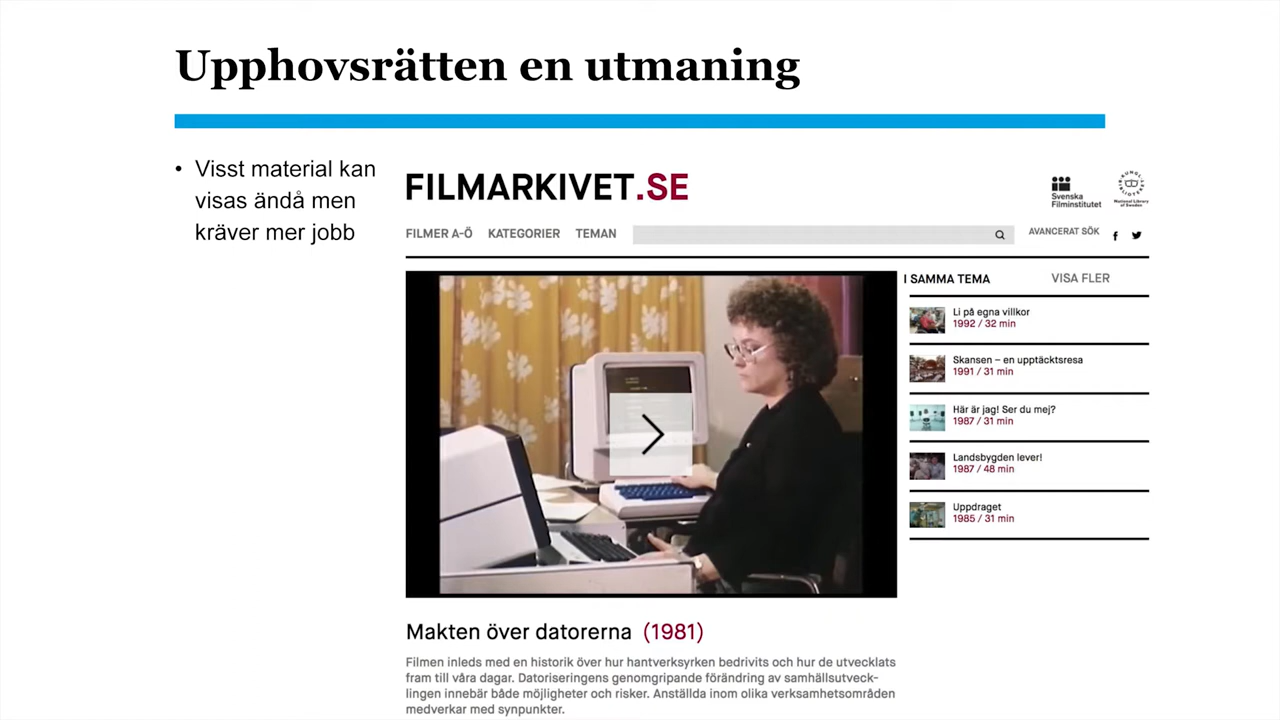 Upphovsrätten en utmaning
• Visst material kan
visas ändå men
kräver mer jobb
FILMARKIVET.SE
Svenska
Filminstitutet
National Library
of Sweden
FILMER A-Ö KATEGORIER TEMAN
AVANCERAT SÖK
I SAMMA TEMA VISA FLER
Li på egna villkor
1992 / 32 min
Skansen – en upptäcktsresa
1991 / 31 min
Här är jag! Ser du mej?
1987 / 31 min
Landsbygden lever!
1987 / 48 min
Uppdraget
1985 / 31 min
Makten över datorerna (1981)
Filmen inleds med en historik över hur hantverksyrken bedrivits och hur de utvecklats
fram till våra dagar. Datoriseringens genomgripande förändring av samhällsutveck-
lingen innebär både möjligheter och risker. Anställda inom olika verksamhetsområden
medverkar med synpunkter.